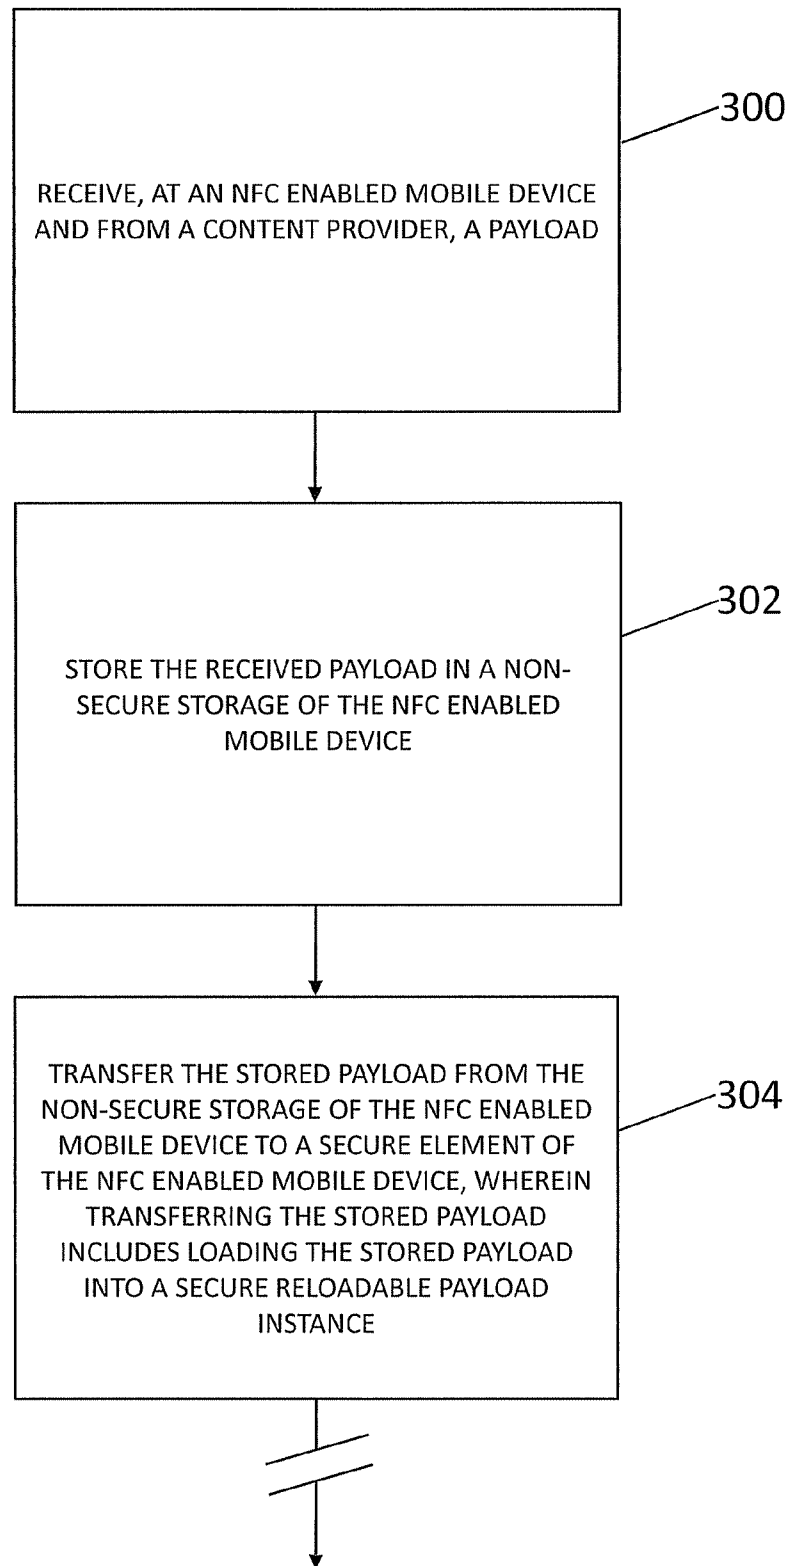 300
RECEIVE, AT AN NFC ENABLED MOBILE DEVICE
AND FROM A CONTENT PROVIDER, A PAYLOAD
302
STORE THE RECEIVED PAYLOAD IN A NON-
SECURE STORAGE OF THE NFC ENABLED
MOBILE DEVICE
304
TRANSFER THE STORED PAYLOAD FROM THE
NON-SECURE STORAGE OF THE NFC ENABLED
MOBILE DEVICE TO A SECURE ELEMENT OF
THE NFC ENABLED MOBILE DEVICE, WHEREIN
TRANSFERRING THE STORED PAYLOAD
INCLUDES LOADING THE STORED PAYLOAD
INTO A SECURE RELOADABLE PAYLOAD
INSTANCE